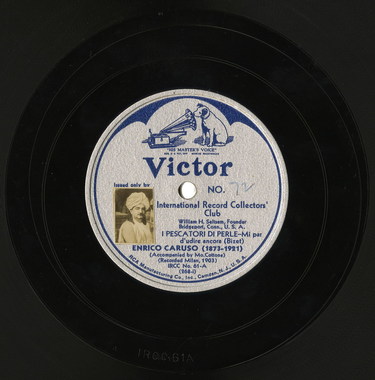 "HIS MASTER'S VOICE"
Victor
Issued only by:
NO. 72
International Record Collectors'
Club
William H. Seltsam, Founder
Bridgeport, Conn., U. S. A.
I PESCATORI DI PERLE-Mi par
d'udire ancora (Bizet)
ENRICO CARUSO (1873-1921)
(Accompanied by Mo. Cottone)
(Recorded Milan, 1903)
IRCC No. 61-A
RCA Manufacturing Co., Inc., Camden, N. J., U. S. A.